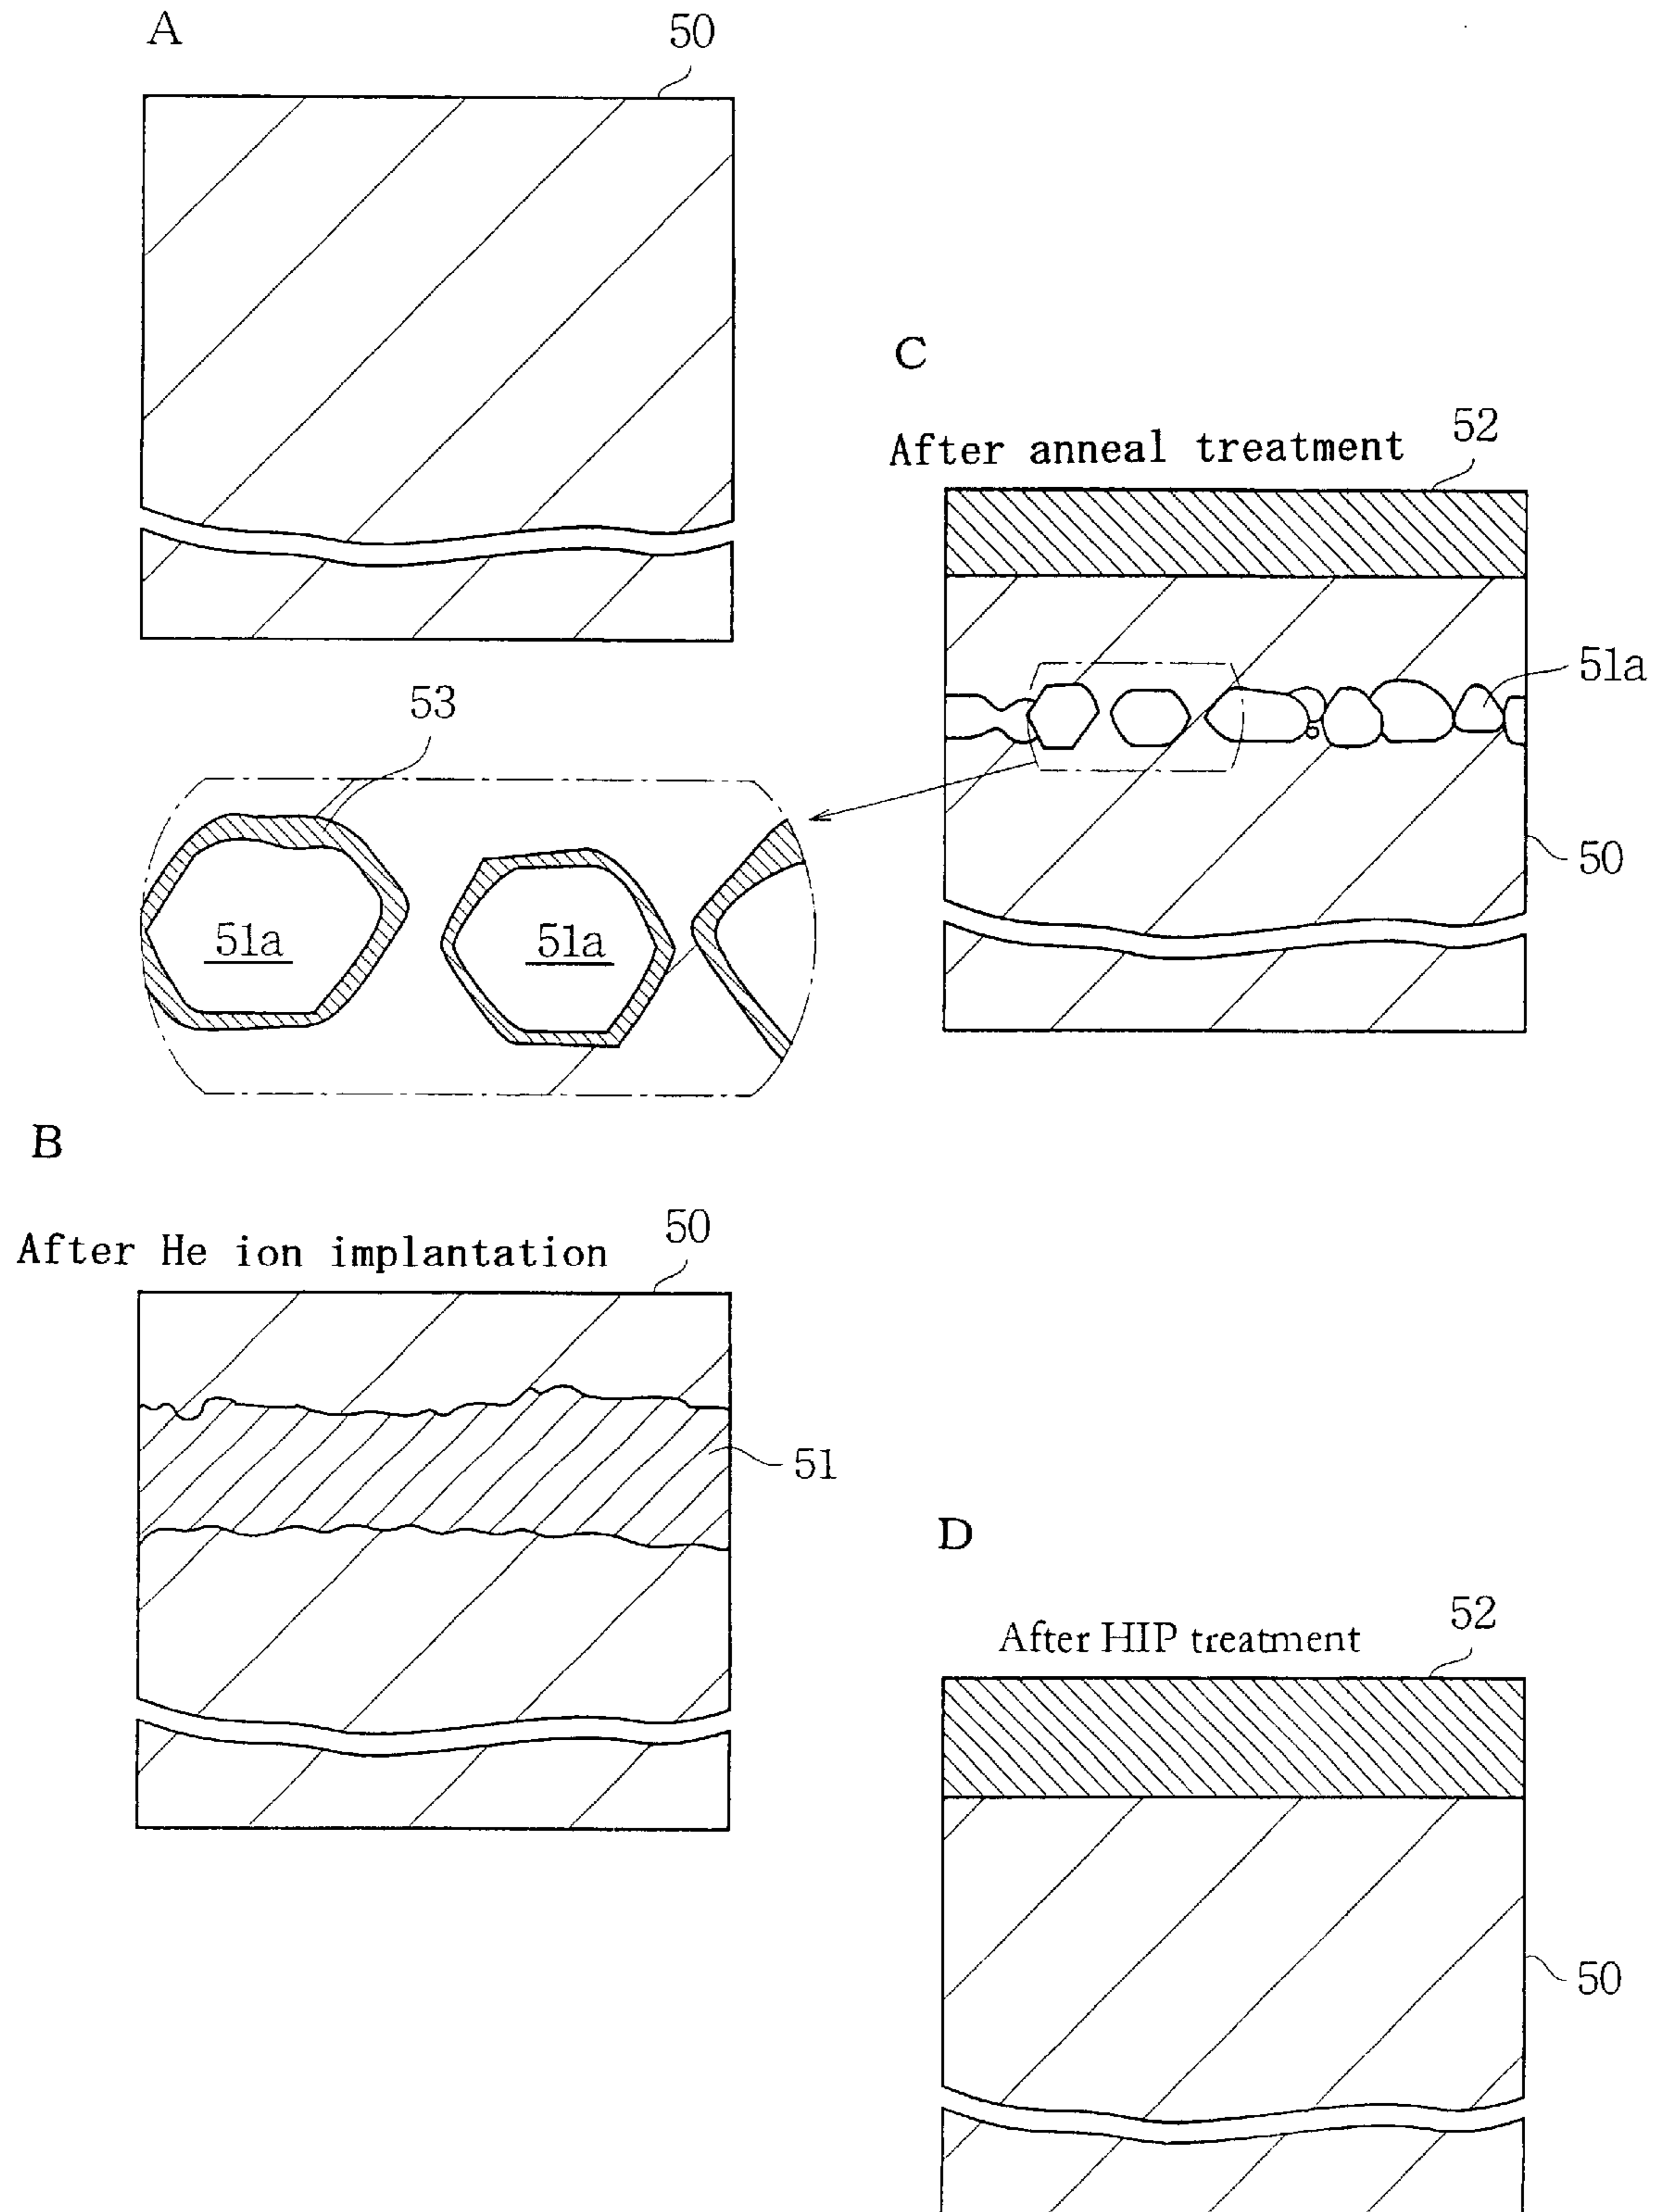 A
50
C
52
After anneal treatment
51a
53
50
51a
51a
B
50
After He ion implantation
51
D
52
After HIP treatment
50